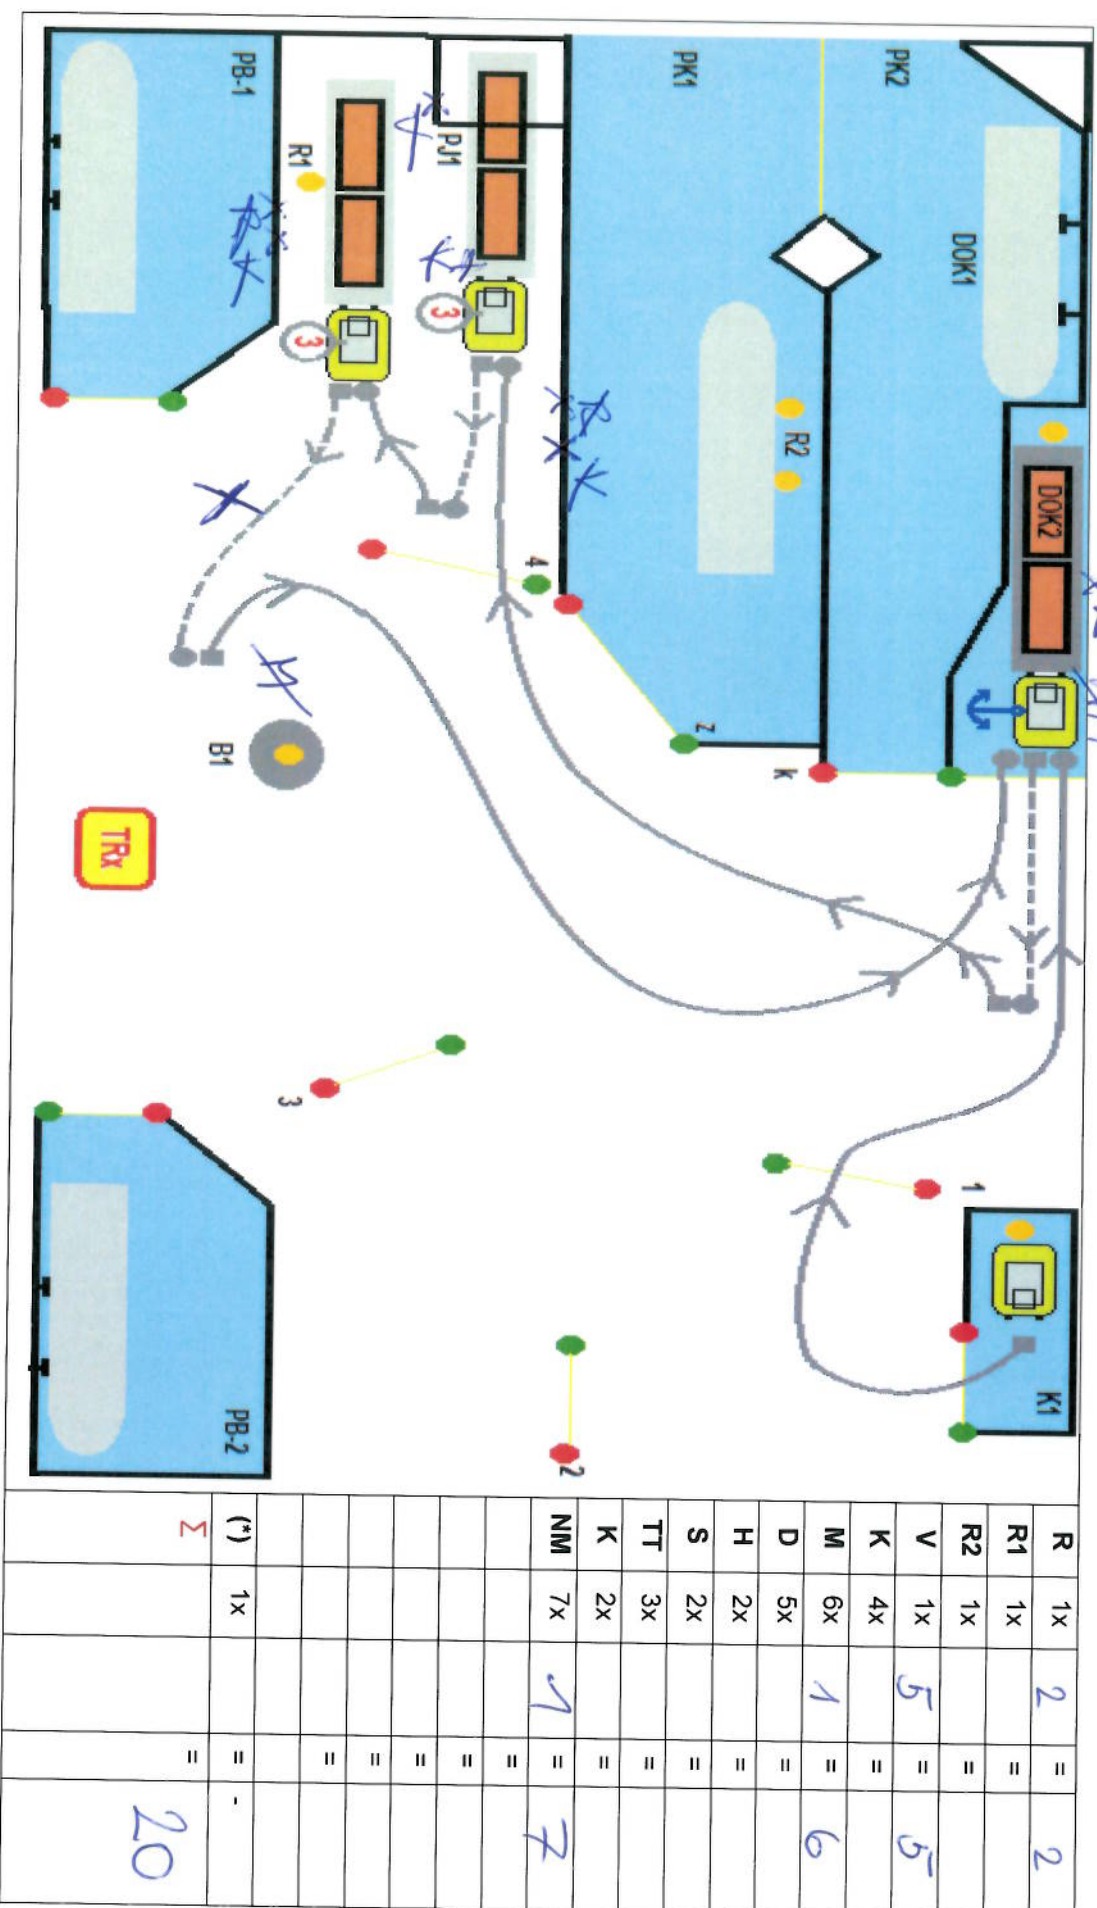 PB-1
R1
PJ1
3
3
PK1
PK2
DOK1
R2
DOK2
4
z
k
B1
TRx
3
1
2
K1
PB-2
R 1x 2 = 2
R1 1x =
R2 1x =
V 1x 5 = 5
K 4x =
M 6x 1 = 6
D 5x =
H 2x =
S 2x =
TT 3x =
K 2x =
NM 7x 1 = 7
=
=
=
=
=
(*) 1x = -
Σ = 20